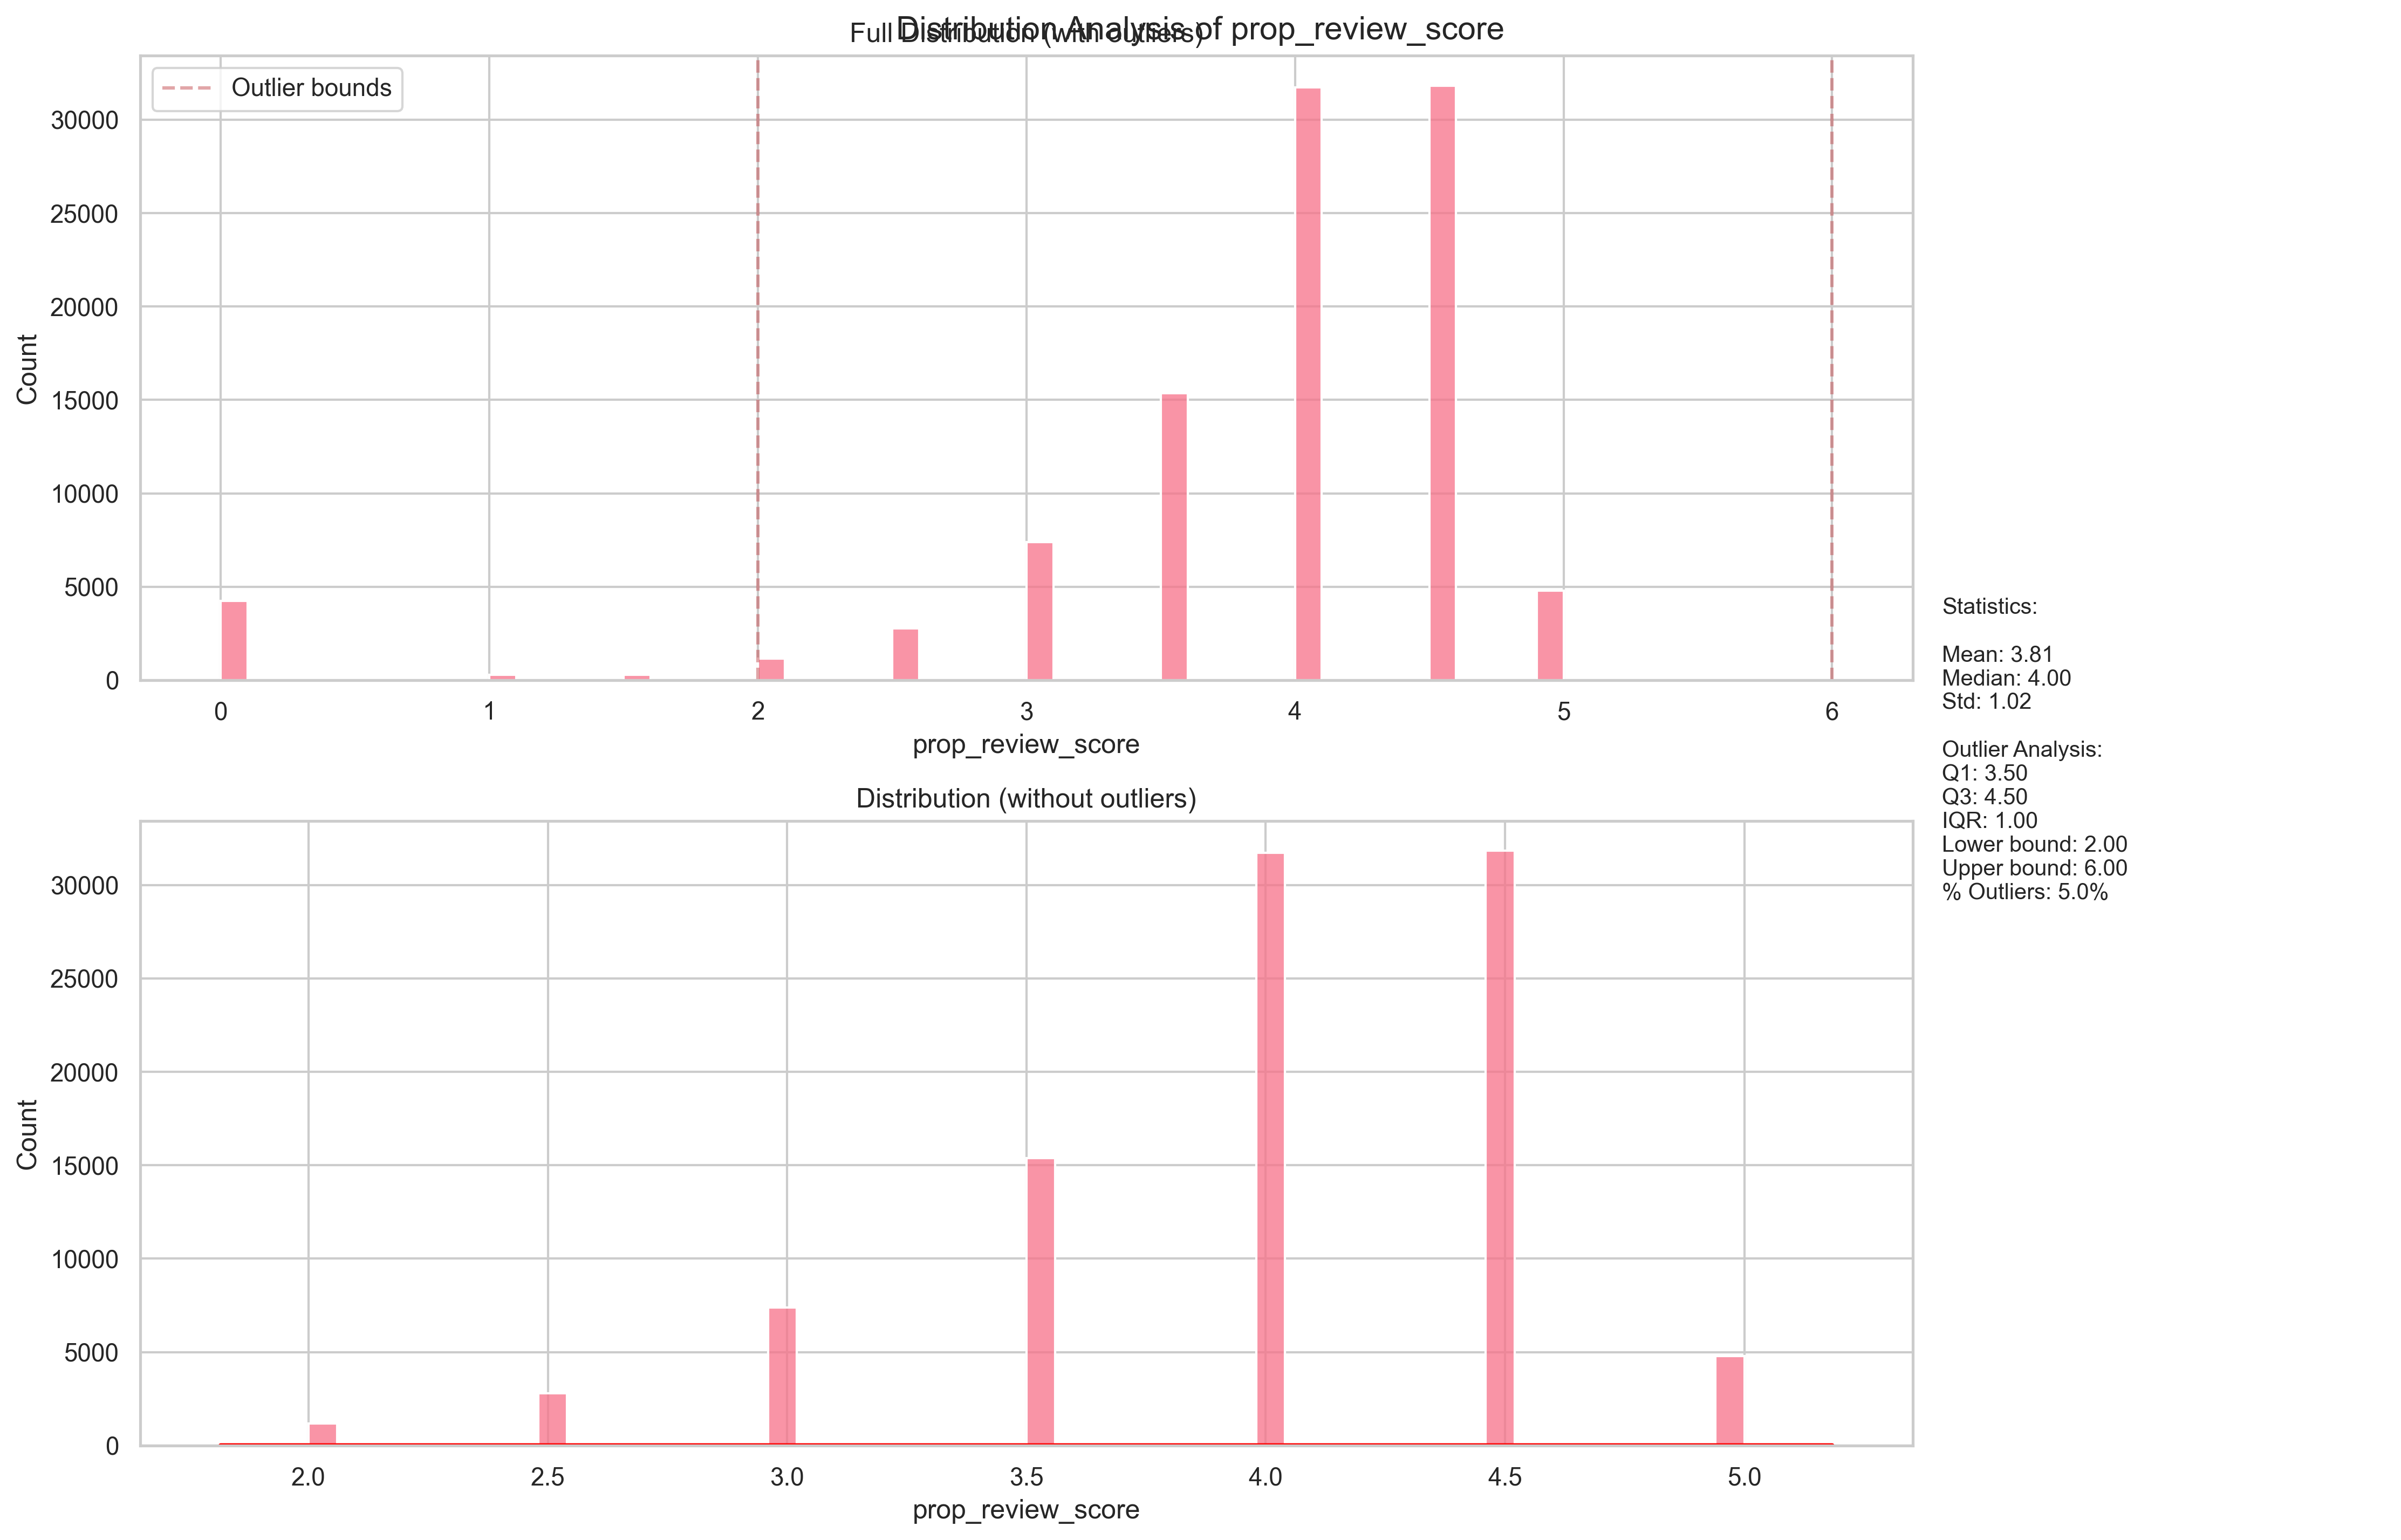 Distribution Analysis of prop_review_score
Full Distribution (with outliers)
Outlier bounds
Count
30000
25000
20000
15000
10000
5000
0
0 1 2 3 4 5 6
prop_review_score
Statistics:
Mean: 3.81
Median: 4.00
Std: 1.02
Outlier Analysis:
Q1: 3.50
Q3: 4.50
IQR: 1.00
Lower bound: 2.00
Upper bound: 6.00
% Outliers: 5.0%
Distribution (without outliers)
Count
30000
25000
20000
15000
10000
5000
0
2.0 2.5 3.0 3.5 4.0 4.5 5.0
prop_review_score